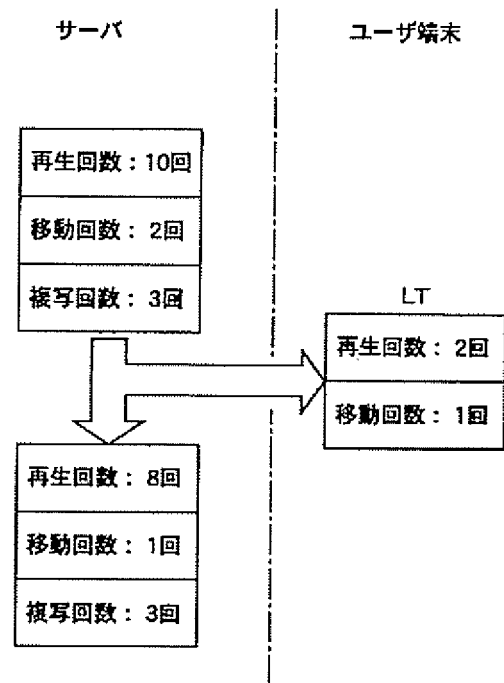 サーバ
ユーザ端末
再生回数：10回
移動回数：2回
複写回数：3回
LT
再生回数：2回
移動回数：1回
再生回数：8回
移動回数：1回
複写回数：3回